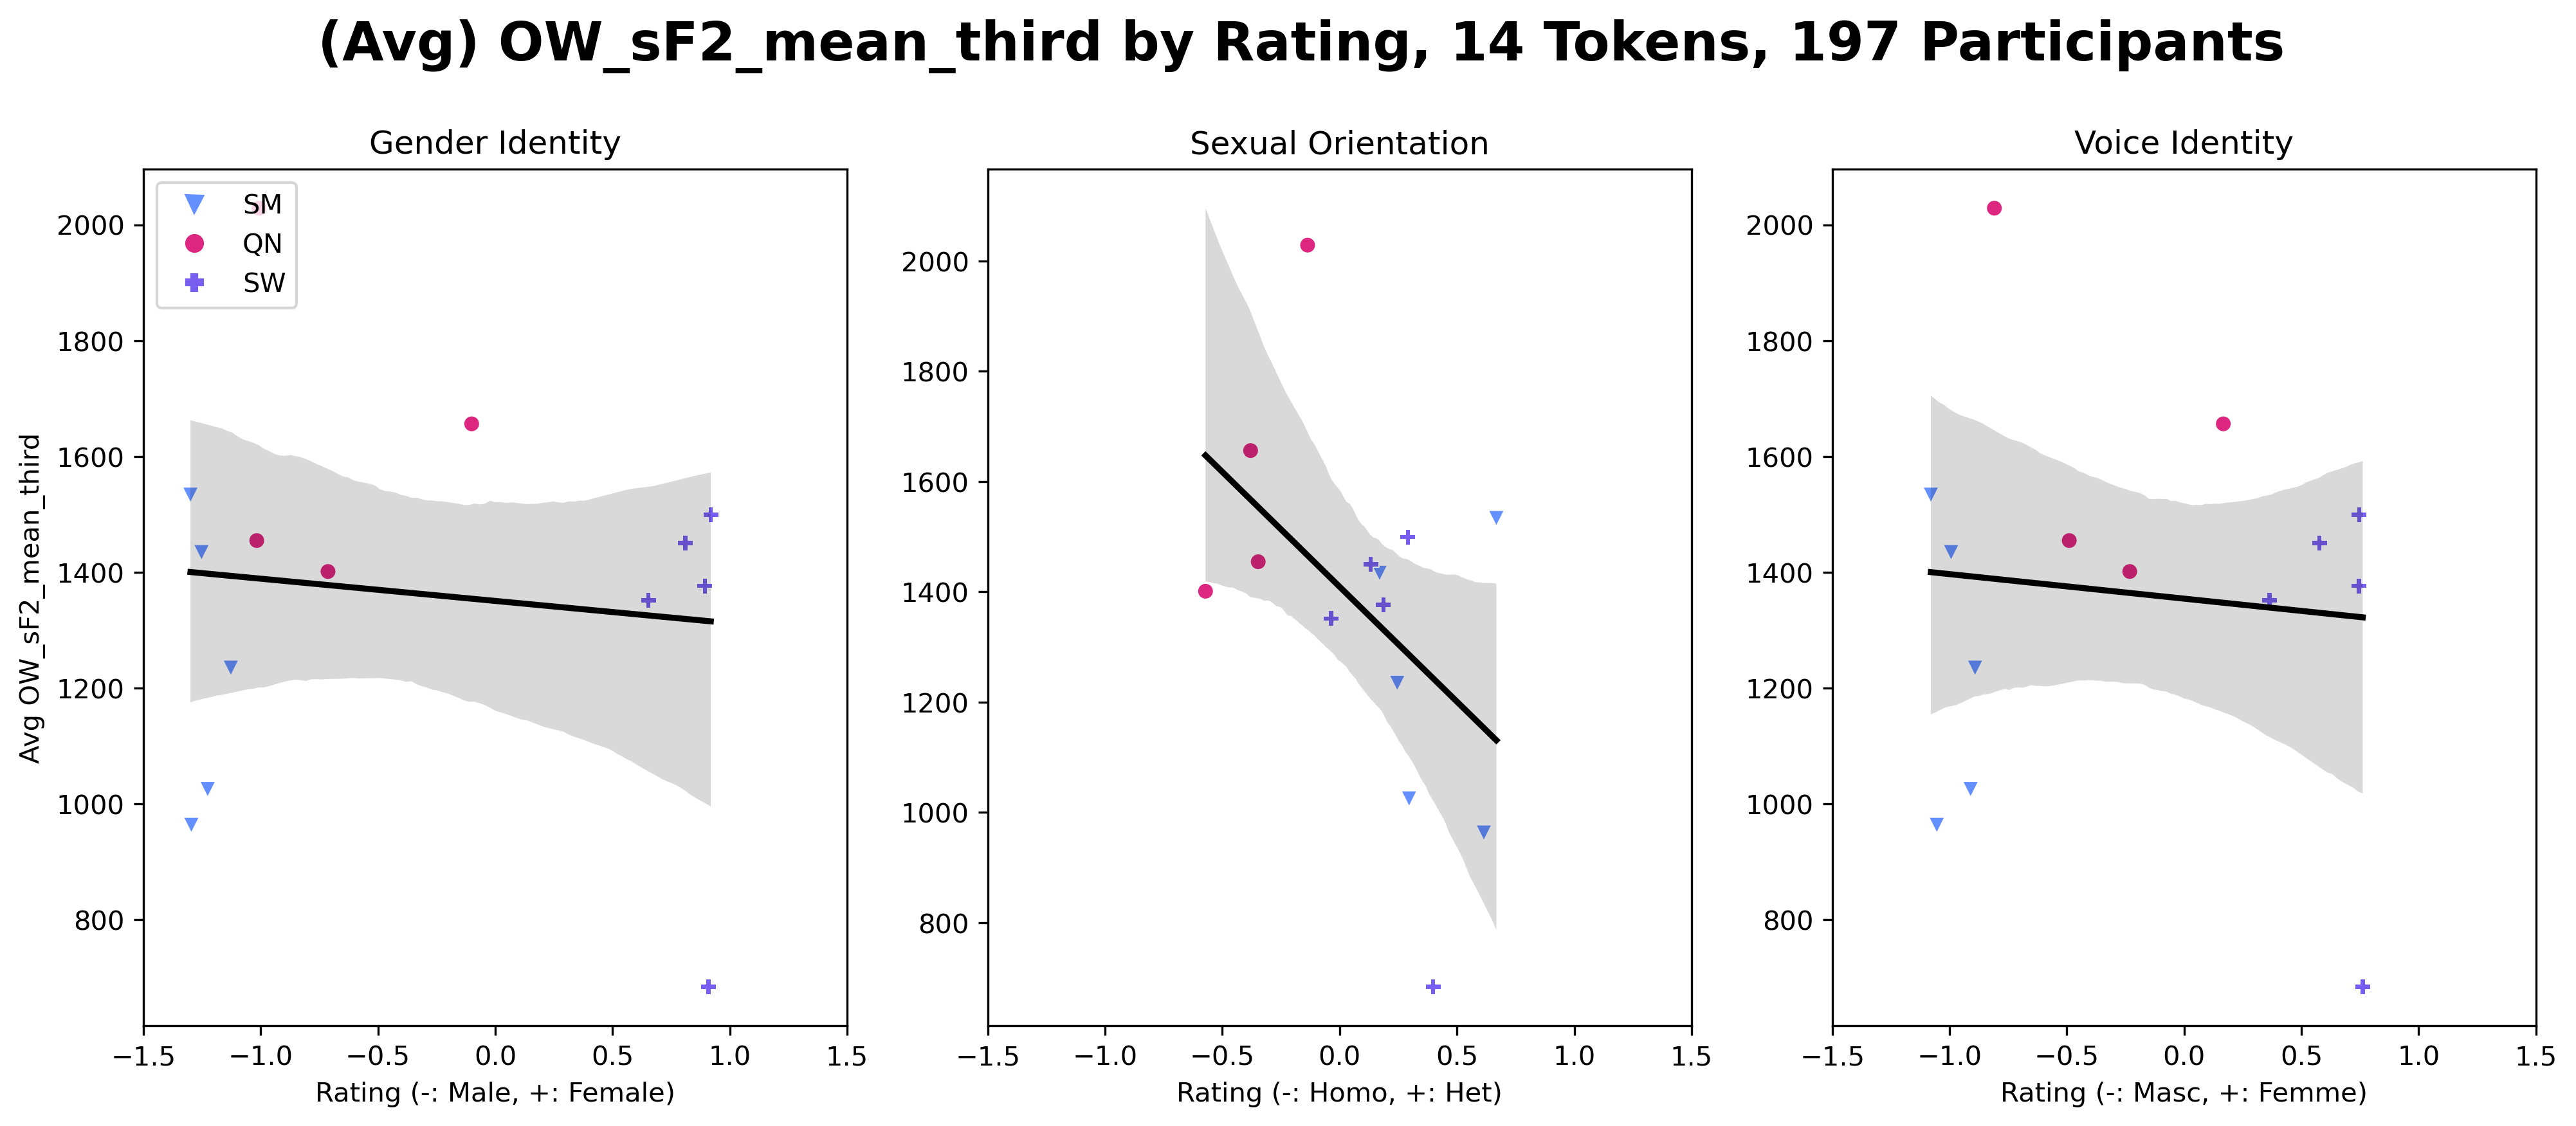 (Avg) OW_sF2_mean_third by Rating, 14 Tokens, 197 Participants
Gender Identity
Sexual Orientation
Voice Identity
Avg OW_sF2_mean_third
2000
1800
1600
1400
1200
1000
800
SM
QN
SW
−1.5 −1.0 −0.5 0.0 0.5 1.0 1.5
Rating (-: Male, +: Female)
2000
1800
1600
1400
1200
1000
800
−1.5 −1.0 −0.5 0.0 0.5 1.0 1.5
Rating (-: Homo, +: Het)
2000
1800
1600
1400
1200
1000
800
−1.5 −1.0 −0.5 0.0 0.5 1.0 1.5
Rating (-: Masc, +: Femme)